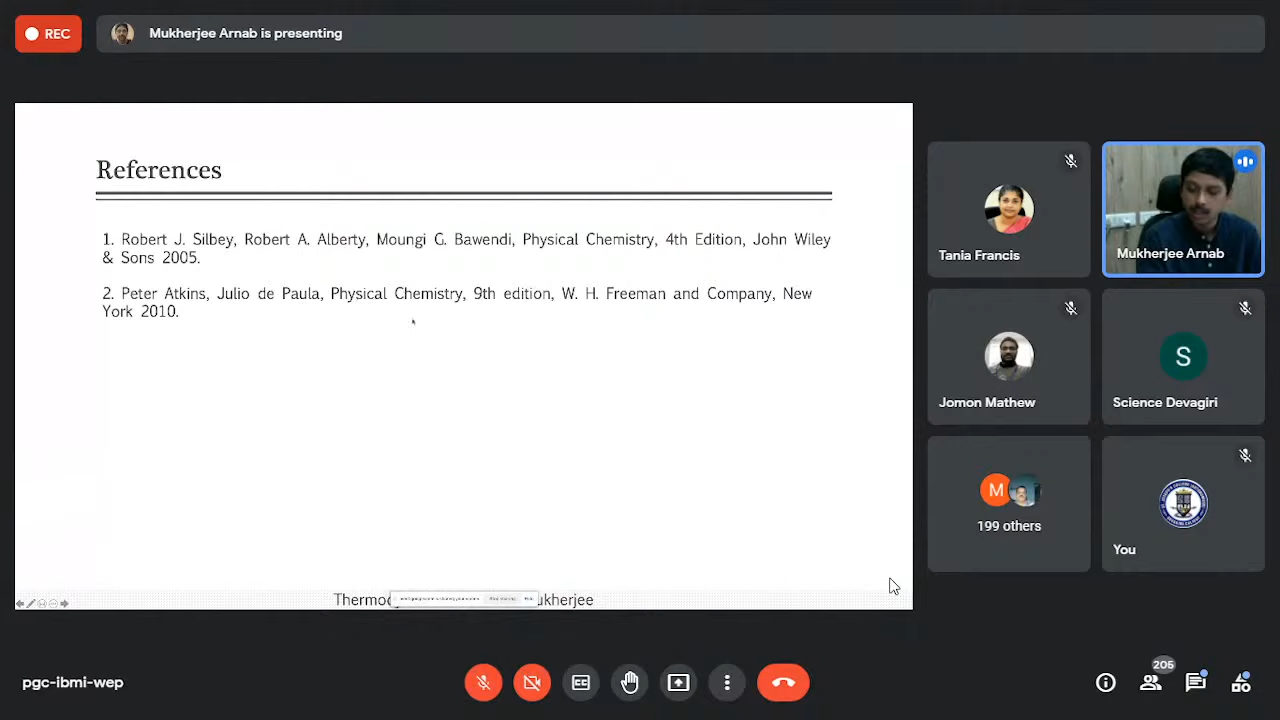 REC
Mukherjee Arnab is presenting
References
1. Robert J. Silbey, Robert A. Alberty, Moungi G. Bawendi, Physical Chemistry, 4th Edition, John Wiley
& Sons 2005.
2. Peter Atkins, Julio de Paula, Physical Chemistry, 9th edition, W. H. Freeman and Company, New
York 2010.
Tania Francis
Mukherjee Arnab
Jomon Mathew
S
Science Devagiri
M
199 others
You
pgc-ibmi-wep
CC
205